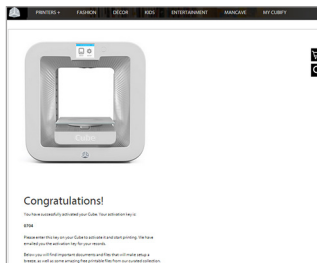 PRINTERS + FASHION DÉCOR KIDS ENTERTAINMENT MANCAVE MY CUBIFY
Cube
Congratulations!
You have successfully activated your Cube. Your activation key is:
Please enter this key on your Cube to activate it and start printing. We have
emailed you the activation key for your records.
Below you will find important documents and files that will make setup a
breeze, as well as some amazing free printable files from our curated collection.